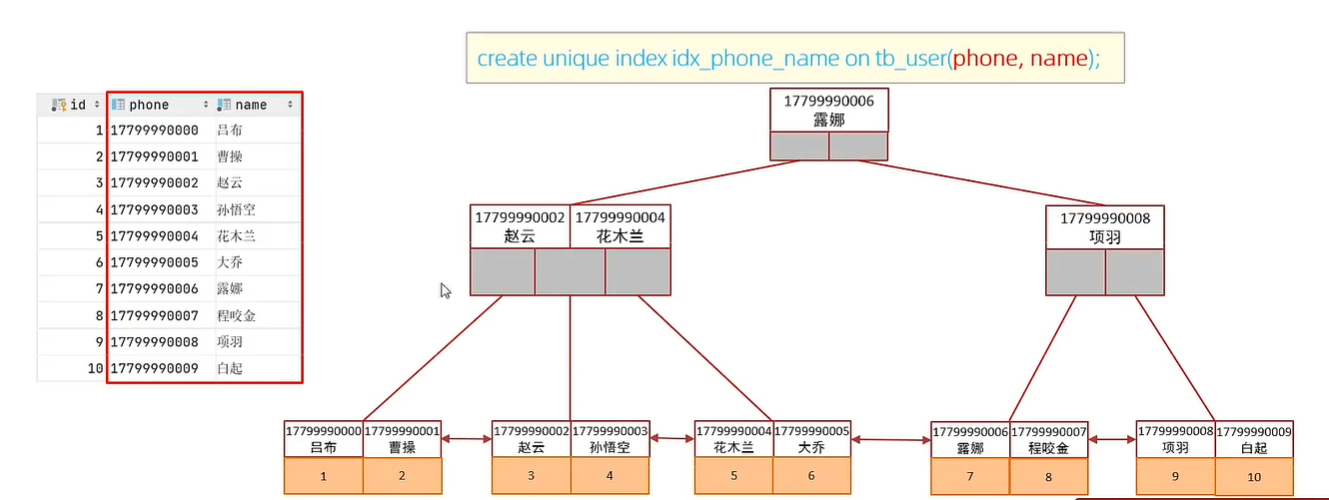 create unique index idx_phone_name on tb_user(phone, name);
id phone name
1 17799990000 吕布
2 17799990001 曹操
3 17799990002 赵云
4 17799990003 孙悟空
5 17799990004 花木兰
6 17799990005 大乔
7 17799990006 露娜
8 17799990007 程咬金
9 17799990008 项羽
10 17799990009 白起
17799990006
露娜
17799990002 17799990004
赵云 花木兰
17799990008
项羽
17799990000 17799990001 17799990002 17799990003 17799990004 17799990005 17799990006 17799990007 17799990008 17799990009
吕布 曹操 赵云 孙悟空 花木兰 大乔 露娜 程咬金 项羽 白起
1 2 3 4 5 6 7 8 9 10